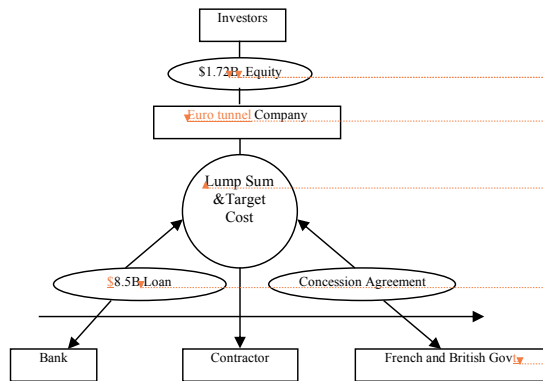 Investors
$1.72B Equity
Euro tunnel Company
Lump Sum
&Target
Cost
$8.5B Loan
Concession Agreement
Bank
Contractor
French and British Govt